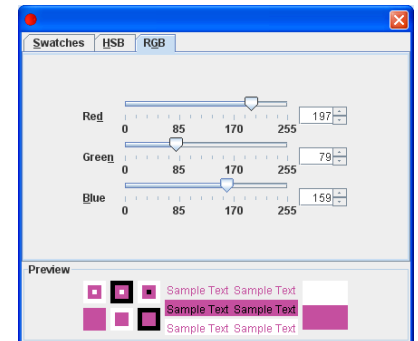 Swatches HSB RGB
Red 197
0 85 170 255
Green 79
0 85 170 255
Blue 159
0 85 170 255
Preview
Sample Text Sample Text
Sample Text Sample Text
Sample Text Sample Text